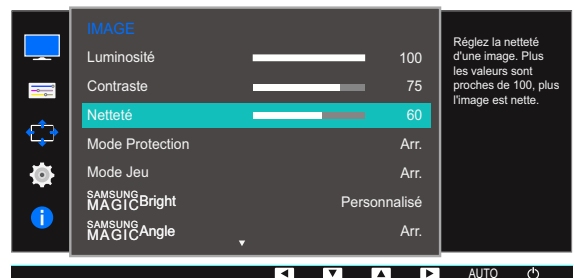 IMAGE
Luminosité 100
Contraste 75
Netteté 60
Mode Protection Arr.
Mode Jeu Arr.
SAMSUNG MAGICBright Personnalisé
SAMSUNG MAGICAngle Arr.
Réglez la netteté
d'une image. Plus
les valeurs sont
proches de 100, plus
l'image est nette.
AUTO